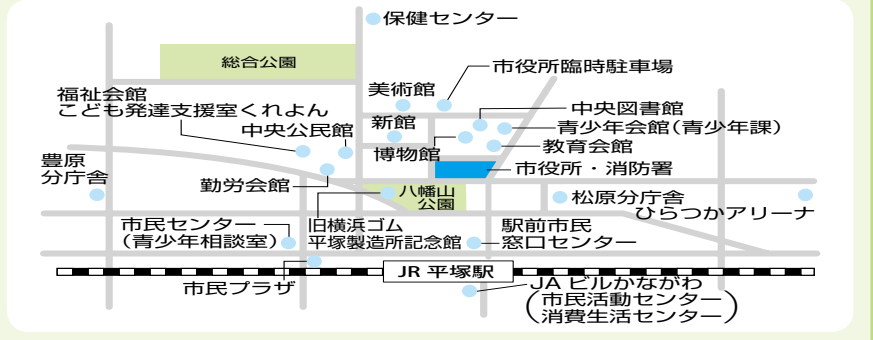 保健センター
総合公園
市役所臨時駐車場
美術館
福祉会館
こども発達支援室くれよん
中央図書館
新館
青少年会館(青少年課)
中央公民館
教育会館
博物館
豊原
分庁舎
市役所・消防署
勤労会館
八幡山
公園
松原分庁舎
ひらつかアリーナ
市民センター
(青少年相談室)
旧横浜ゴム
平塚製造所記念館
駅前市民
窓口センター
JR 平塚駅
市民プラザ
JA ビルかながわ
(市民活動センター
消費生活センター)